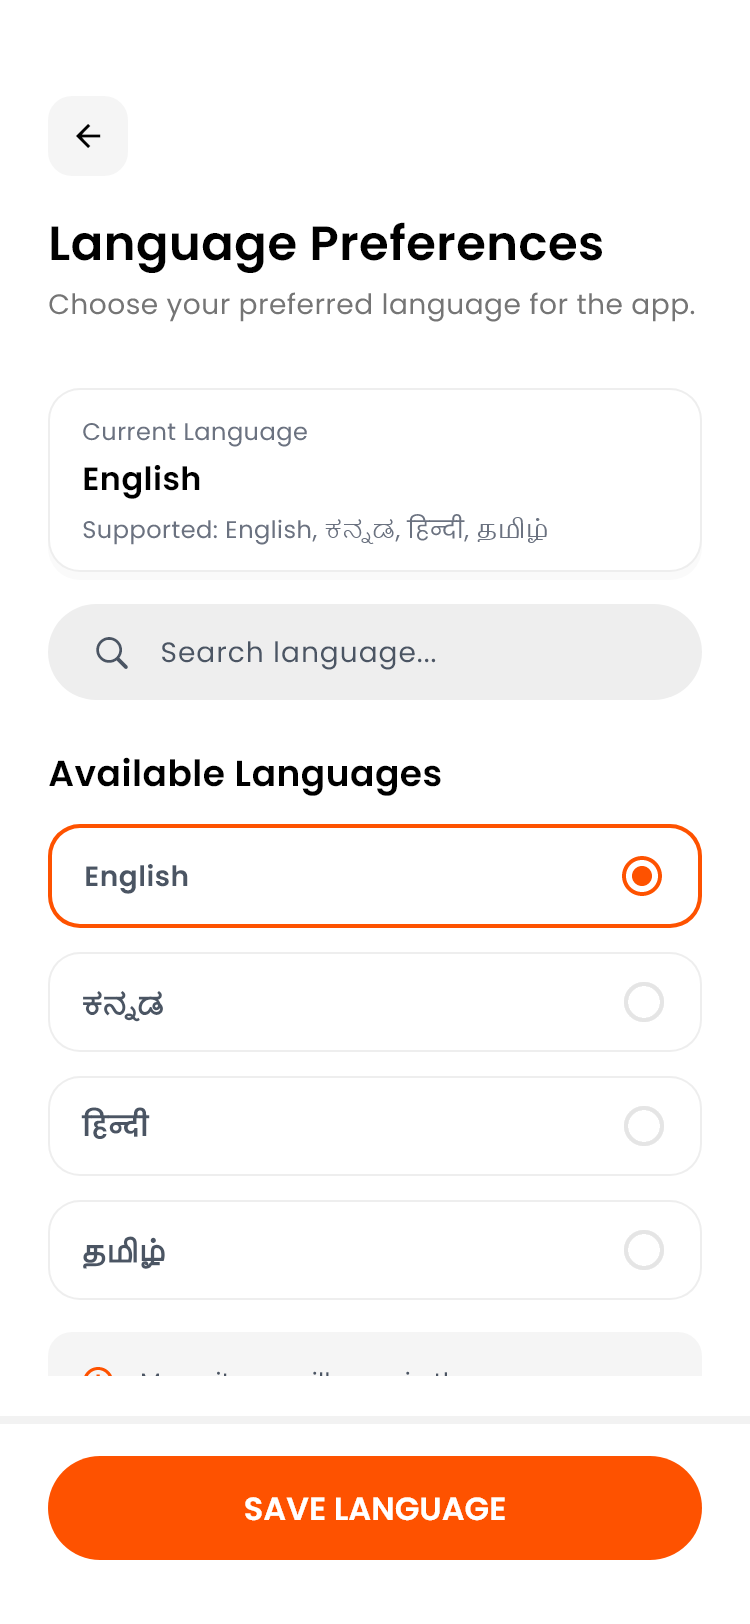 Language Preferences
Choose your preferred language for the app.
Current Language
English
Supported: English, ಕನ್ನಡ, हिन्दी, தமிழ்
Search language...
Available Languages
English
ಕನ್ನಡ
हिन्दी
தமிழ்
SAVE LANGUAGE